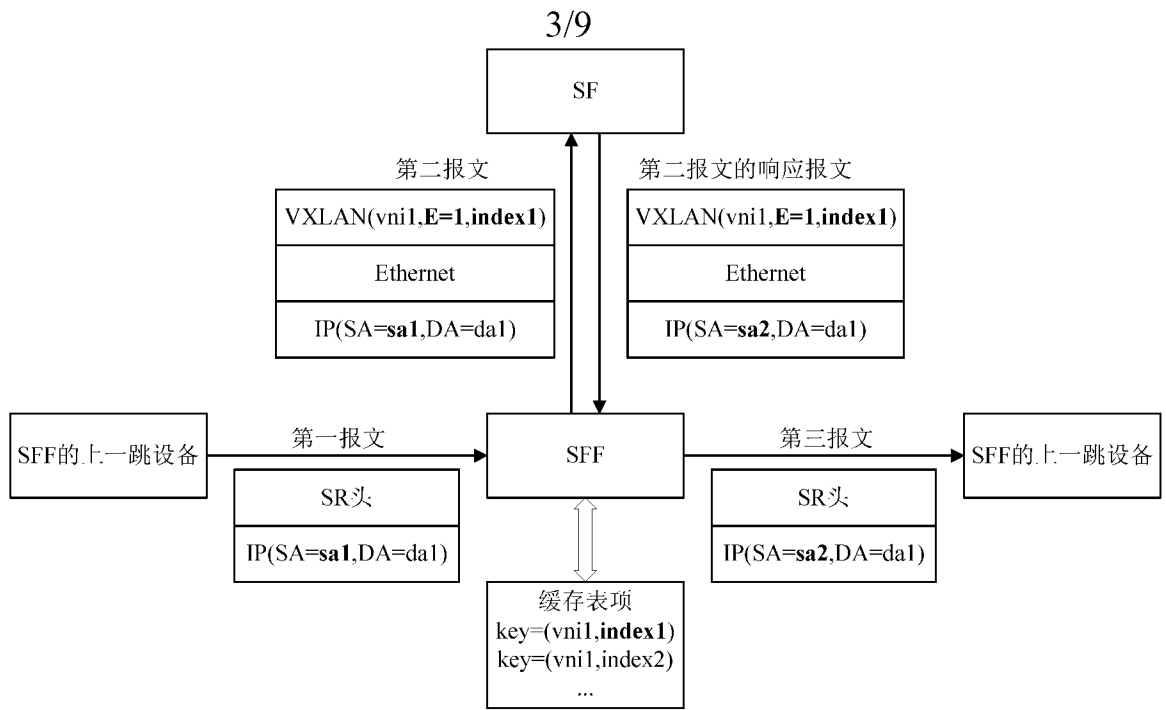 3/9
SF
第二报文
第二报文的响应报文
VXLAN(vni1,E=1,index1)
Ethernet
IP(SA=sa1,DA=da1)
VXLAN(vni1,E=1,index1)
Ethernet
IP(SA=sa2,DA=da1)
SFF的上一跳设备
第一报文
SFF
第三报文
SFF的上一跳设备
SR头
IP(SA=sa1,DA=da1)
SR头
IP(SA=sa2,DA=da1)
缓存表项
key=(vni1,index1)
key=(vni1,index2)
...